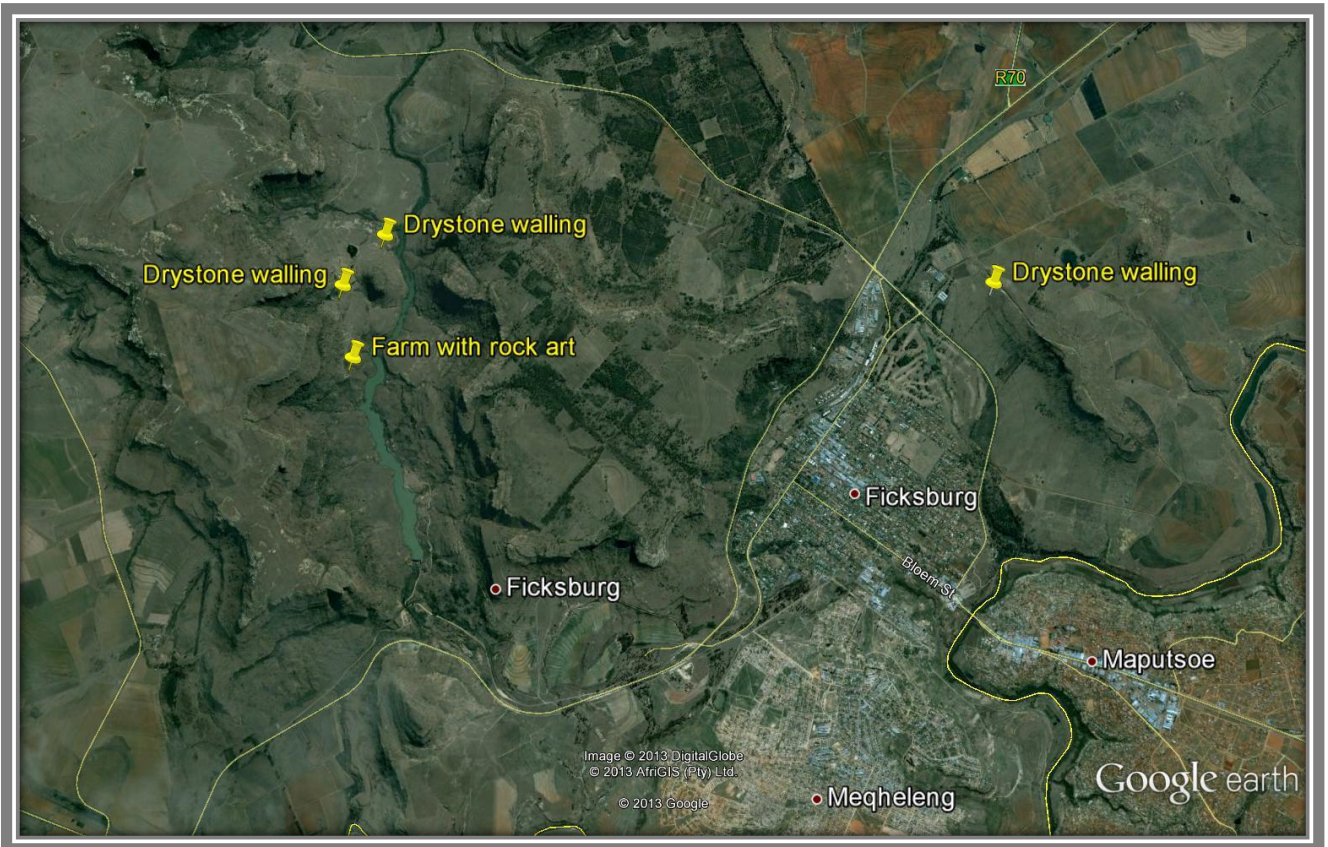 R70
Drystone walling
Drystone walling
Drystone walling
Farm with rock art
Ficksburg
Bloem St
Ficksburg
Maputsoe
Image © 2013 DigitalGlobe
© 2013 AfriGIS (Pty) Ltd.
© 2013 Google
Meqheleng
Google earth